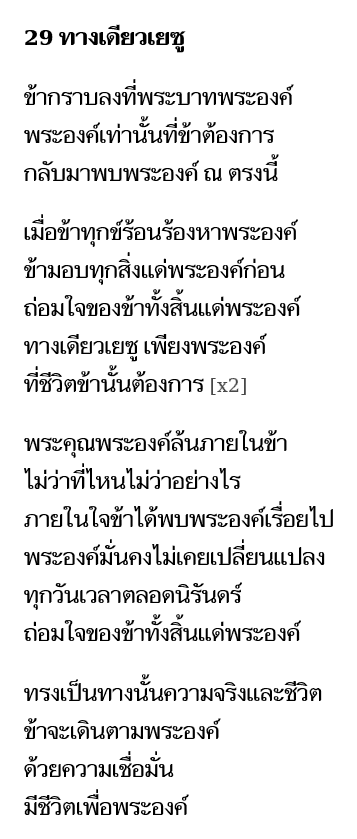 29 ทางเดียวเยซู
ข้ากราบลงที่พระบาทพระองค์
พระองค์เท่านั้นที่ข้าต้องการ
กลับมาพบพระองค์ ณ ตรงนี้
เมื่อข้าทุกข์ร้อนร้องหาพระองค์
ข้ามอบทุกสิ่งแด่พระองค์ก่อน
ถ่อมใจของข้าทั้งสิ้นแด่พระองค์
ทางเดียวเยซู เพียงพระองค์
ที่ชีวิตข้านั้นต้องการ [x2]
พระคุณพระองค์ล้นภายในข้า
ไม่ว่าที่ไหนไม่ว่าอย่างไร
ภายในใจข้าได้พบพระองค์เรื่อยไป
พระองค์มั่นคงไม่เคยเปลี่ยนแปลง
ทุกวันเวลาตลอดนิรันดร์
ถ่อมใจของข้าทั้งสิ้นแด่พระองค์
ทรงเป็นทางนั้นความจริงและชีวิต
ข้าจะเดินตามพระองค์
ด้วยความเชื่อมั่น
มีชีวิตเพื่อพระองค์